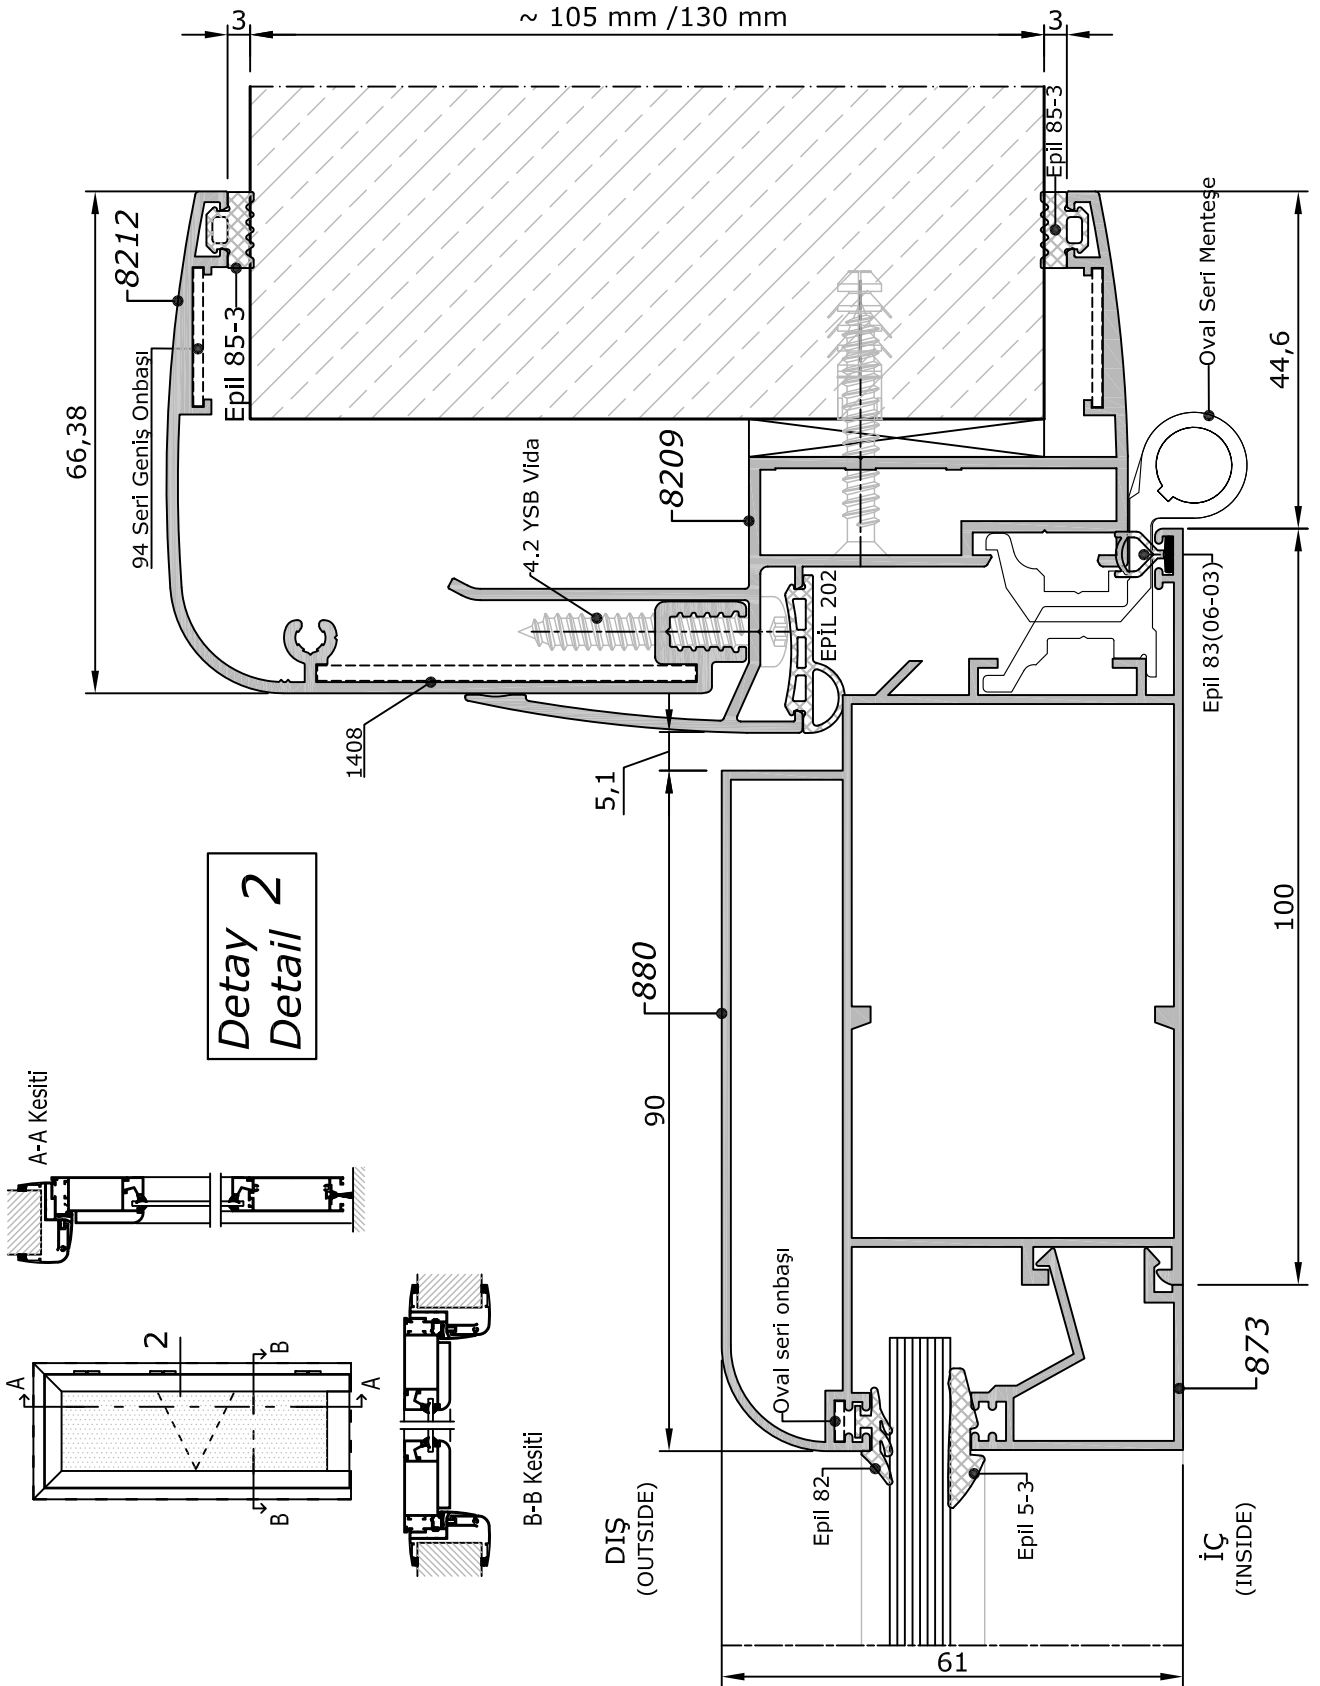 ~ 105 mm /130 mm
3
3
Epil 85-3
8212
94 Seri Geniş Onbaşı
Epil 85-3
66,38
Oval Seri Menteşe
44,6
4.2 YSB Vida
8209
EPİL 202
Epil 83(06-03)
1408
5,1
Detay 2
Detail 2
880
100
90
A-A Kesiti
Oval seri onbaşı
873
2
A
A
B
B
B-B Kesiti
Epil 82
Epil 5-3
DIŞ
(OUTSIDE)
İÇ
(INSIDE)
61